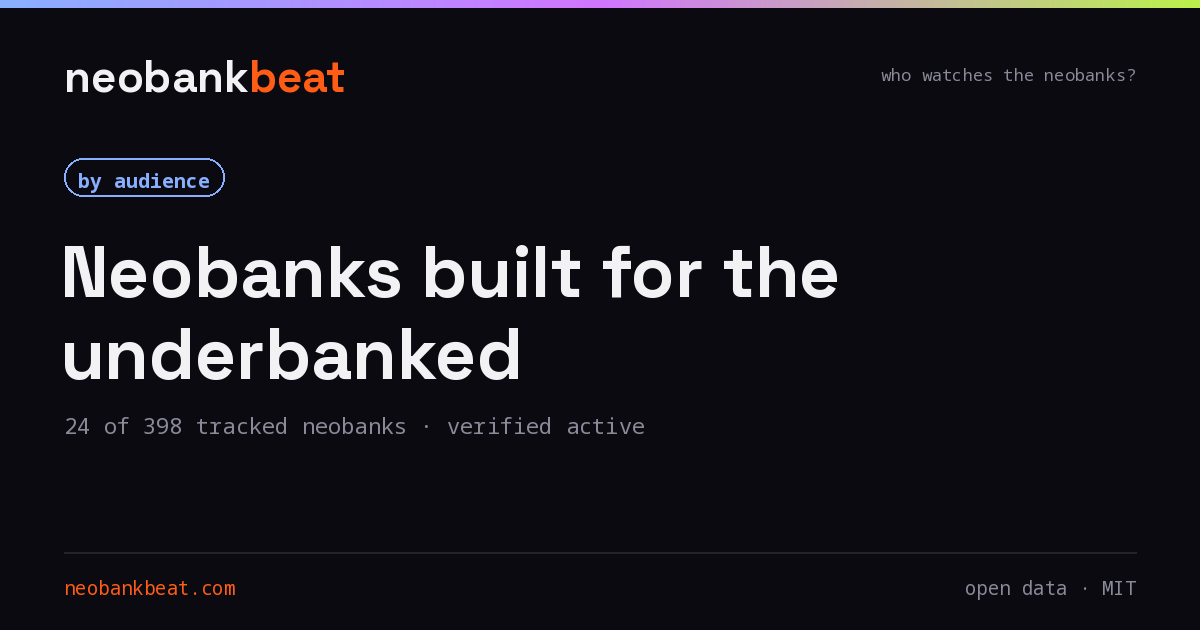 neobankbeat
who watches the neobanks?
by audience
Neobanks built for the
underbanked
24 of 398 tracked neobanks · verified active
neobankbeat.com
open data · MIT